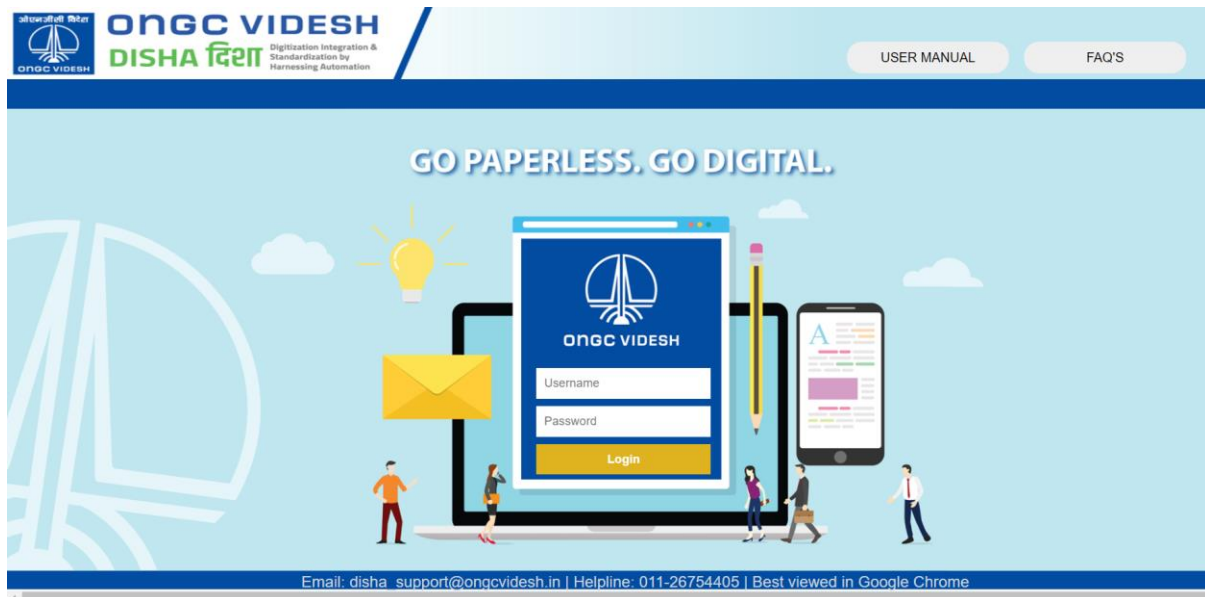 ओएनजीसी विदेश
ONGC VIDESH
ONGC VIDESH
DISHA दिशा
Digitization Integration &
Standardization by
Harnessing Automation
USER MANUAL
FAQ'S
GO PAPERLESS. GO DIGITAL.
ONGC VIDESH
Username
Password
Login
A
Email: disha_support@ongcvidesh.in | Helpline: 011-26754405 | Best viewed in Google Chrome